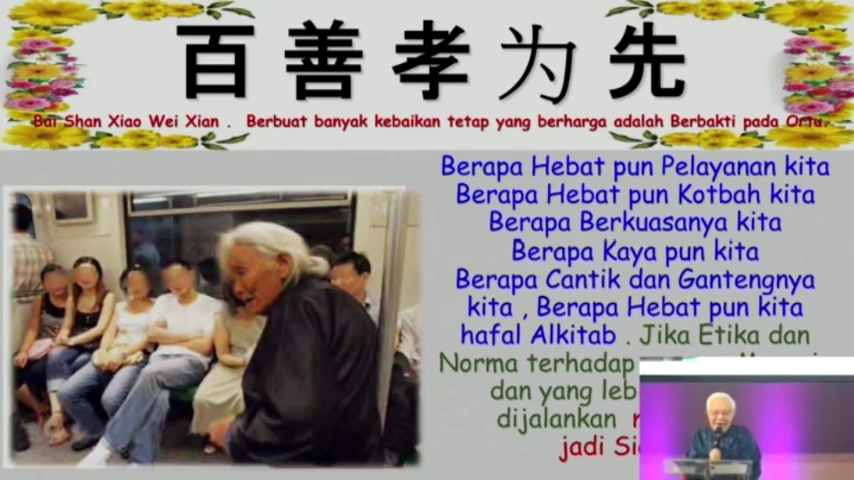 百善孝为先
Bai Shan Xiao Wei Xian . Berbuat banyak kebaikan tetap yang berharga adalah Berbakti pada Ortu.
Berapa Hebat pun Pelayanan kita
Berapa Hebat pun Kotbah kita
Berapa Berkuasanya kita
Berapa Kaya pun kita
Berapa Cantik dan Gantengnya
kita , Berapa Hebat pun kita
hafal Alkitab . Jika Etika dan
Norma terhadap
dan yang
dijalankan
jadi